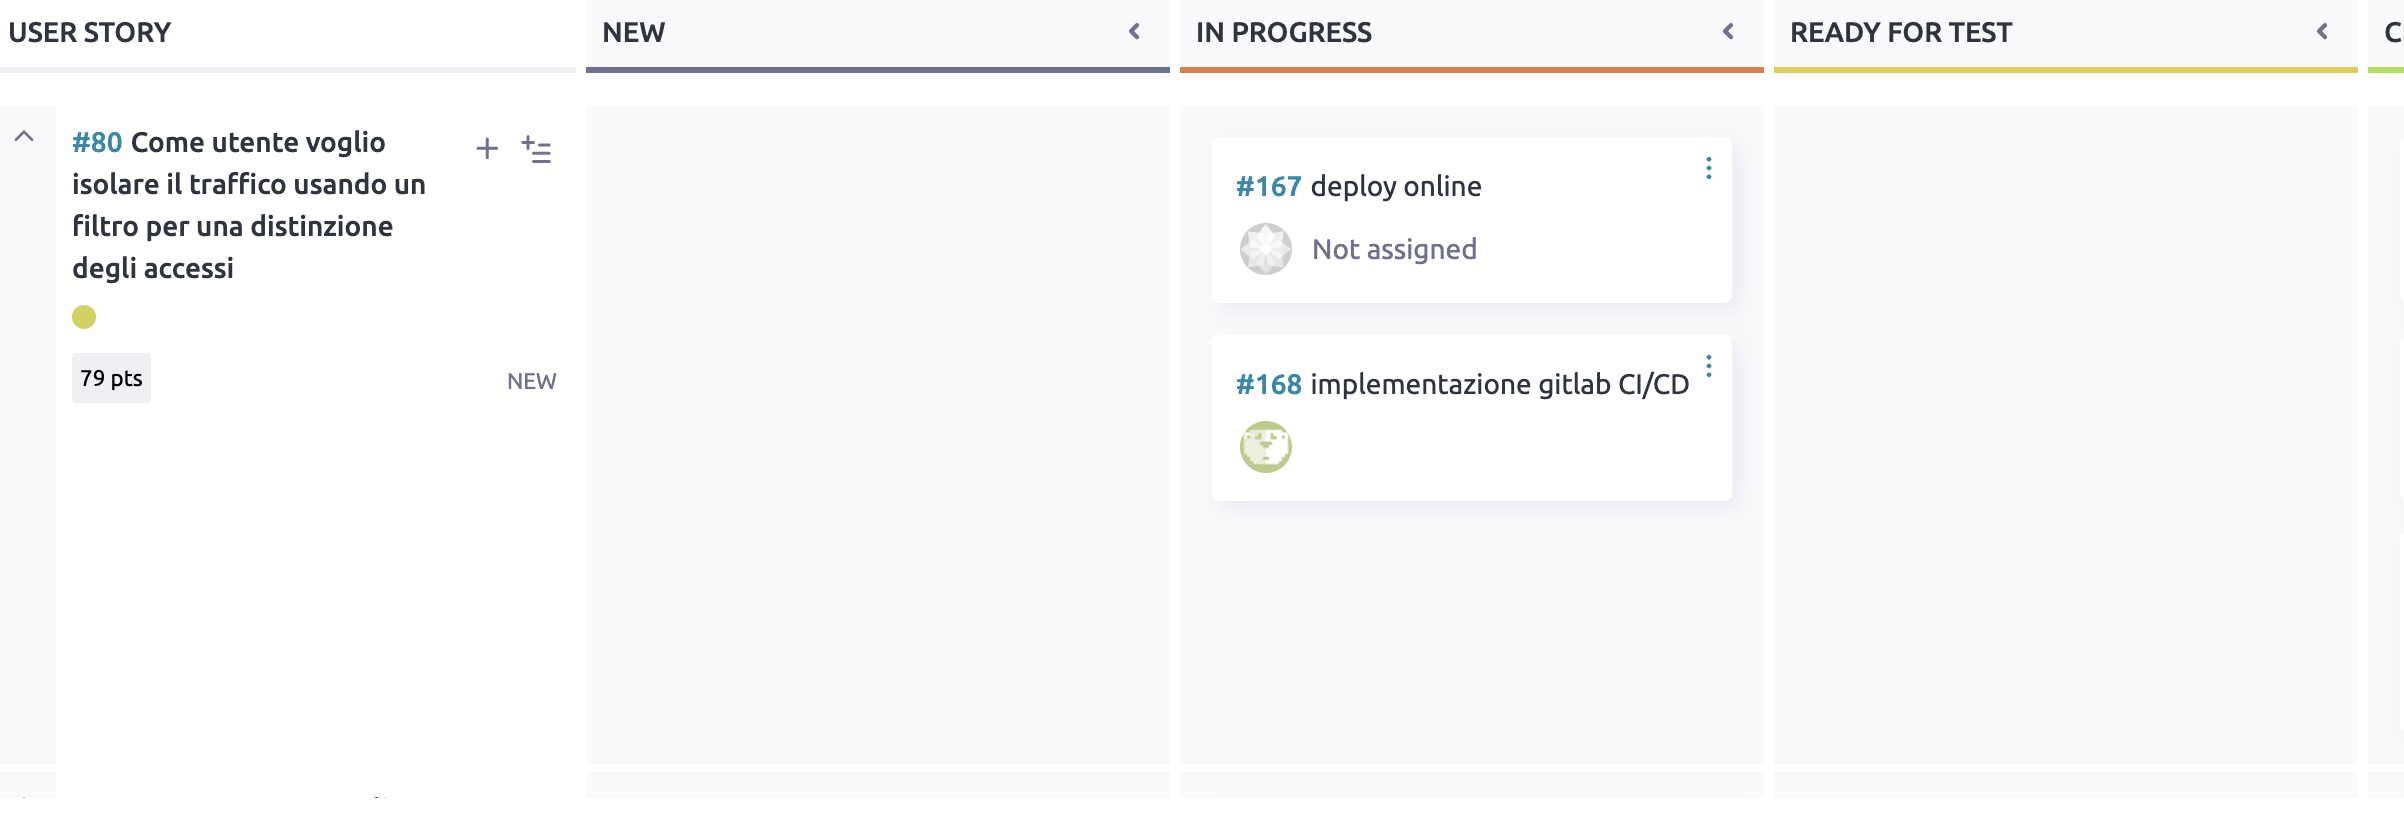 USER STORY
NEW
IN PROGRESS
READY FOR TEST
#80 Come utente voglio
isolare il traffico usando un
filtro per una distinzione
degli accessi
79 pts
NEW
#167 deploy online
Not assigned
#168 implementazione gitlab CI/CD